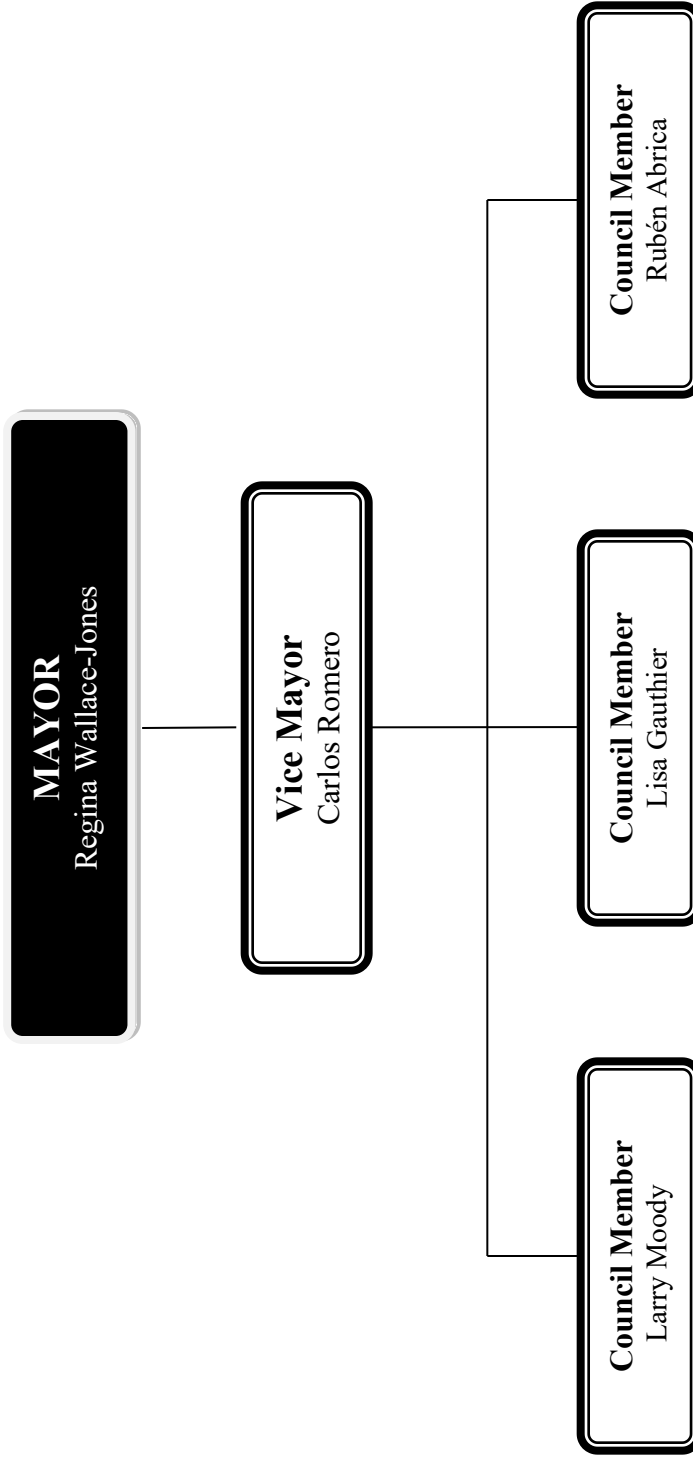 MAYOR
Regina Wallace-Jones
Vice Mayor
Carlos Romero
Council Member
Larry Moody
Council Member
Lisa Gauthier
Council Member
Rubén Abrica